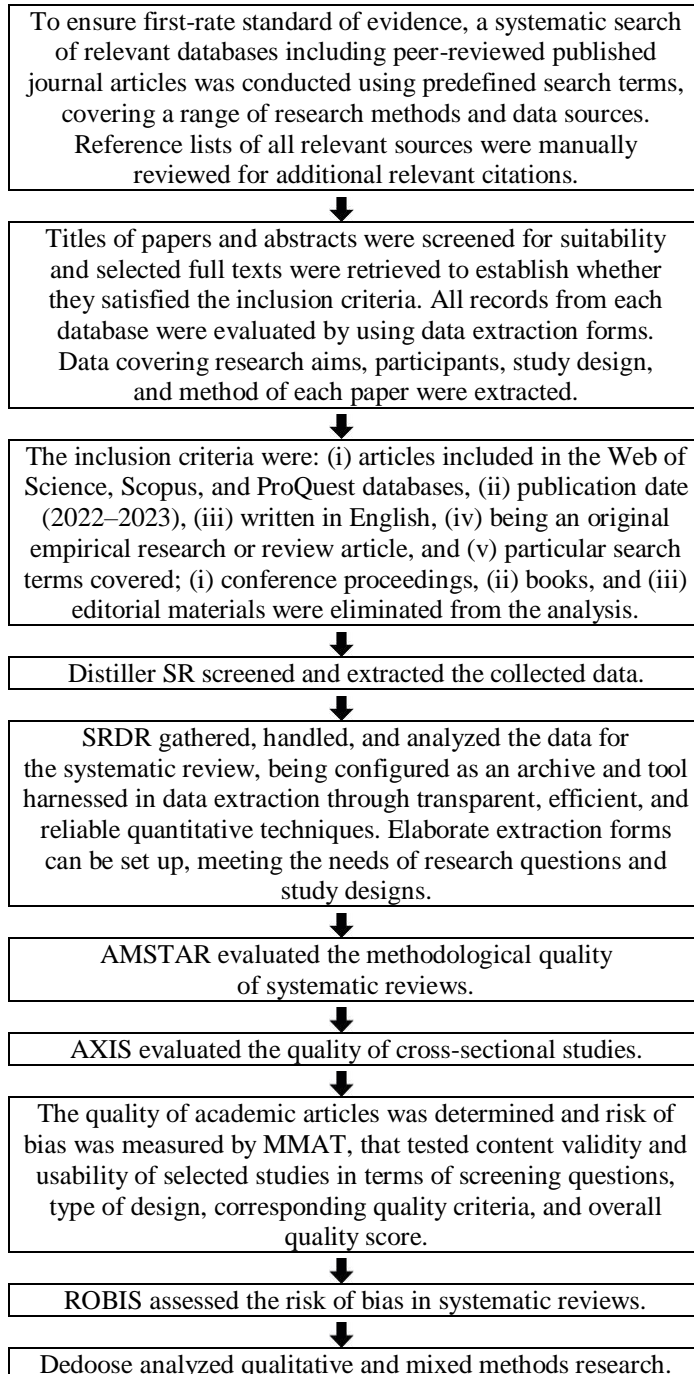 To ensure first-rate standard of evidence, a systematic search
of relevant databases including peer-reviewed published
journal articles was conducted using predefined search terms,
covering a range of research methods and data sources.
Reference lists of all relevant sources were manually
reviewed for additional relevant citations.
Titles of papers and abstracts were screened for suitability
and selected full texts were retrieved to establish whether
they satisfied the inclusion criteria. All records from each
database were evaluated by using data extraction forms.
Data covering research aims, participants, study design,
and method of each paper were extracted.
The inclusion criteria were: (i) articles included in the Web of
Science, Scopus, and ProQuest databases, (ii) publication date
(2022–2023), (iii) written in English, (iv) being an original
empirical research or review article, and (v) particular search
terms covered; (i) conference proceedings, (ii) books, and (iii)
editorial materials were eliminated from the analysis.
Distiller SR screened and extracted the collected data.
SRDR gathered, handled, and analyzed the data for
the systematic review, being configured as an archive and tool
harnessed in data extraction through transparent, efficient, and
reliable quantitative techniques. Elaborate extraction forms
can be set up, meeting the needs of research questions and
study designs.
AMSTAR evaluated the methodological quality
of systematic reviews.
AXIS evaluated the quality of cross-sectional studies.
The quality of academic articles was determined and risk of
bias was measured by MMAT, that tested content validity and
usability of selected studies in terms of screening questions,
type of design, corresponding quality criteria, and overall
quality score.
ROBIS assessed the risk of bias in systematic reviews.
Dedoose analyzed qualitative and mixed methods research.